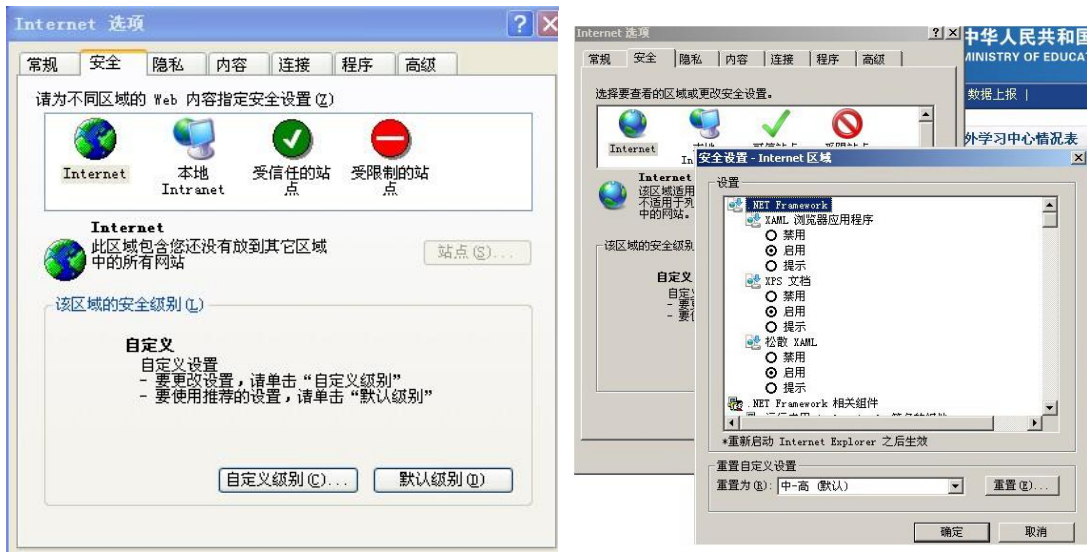 Internet 选项
常规 安全 隐私 内容 连接 程序 高级
请为不同区域的 Web 内容指定安全设置(Z)
Internet
本地 Intranet
受信任的站点
受限制的站点
Internet
此区域包含您还没有放到其它区域
中的所有网站
站点(S)...
该区域的安全级别(L)
自定义
自定义设置
- 要更改设置，请单击“自定义级别”
- 要使用推荐的设置，请单击“默认级别”
自定义级别(C)... 默认级别(D)
Internet 选项
常规 安全 隐私 内容 连接 程序 高级
选择要查看的区域或更改安全设置。
Internet
Internet
该区域适用
不适用于列
中的网站。
该区域的安全级别
自定义
中华人民共和国
MINISTRY OF EDUCA
数据上报 |
外学习中心情况表
安全设置 - Internet 区域
设置
.NET Framework
XAML 浏览器应用程序
禁用
启用
提示
XPS 文档
禁用
启用
提示
松散 XAML
禁用
启用
提示
.NET Framework 相关组件
*重新启动 Internet Explorer 之后生效
重置自定义设置
重置为(R): 中-高 (默认) 重置(E)...
确定 取消